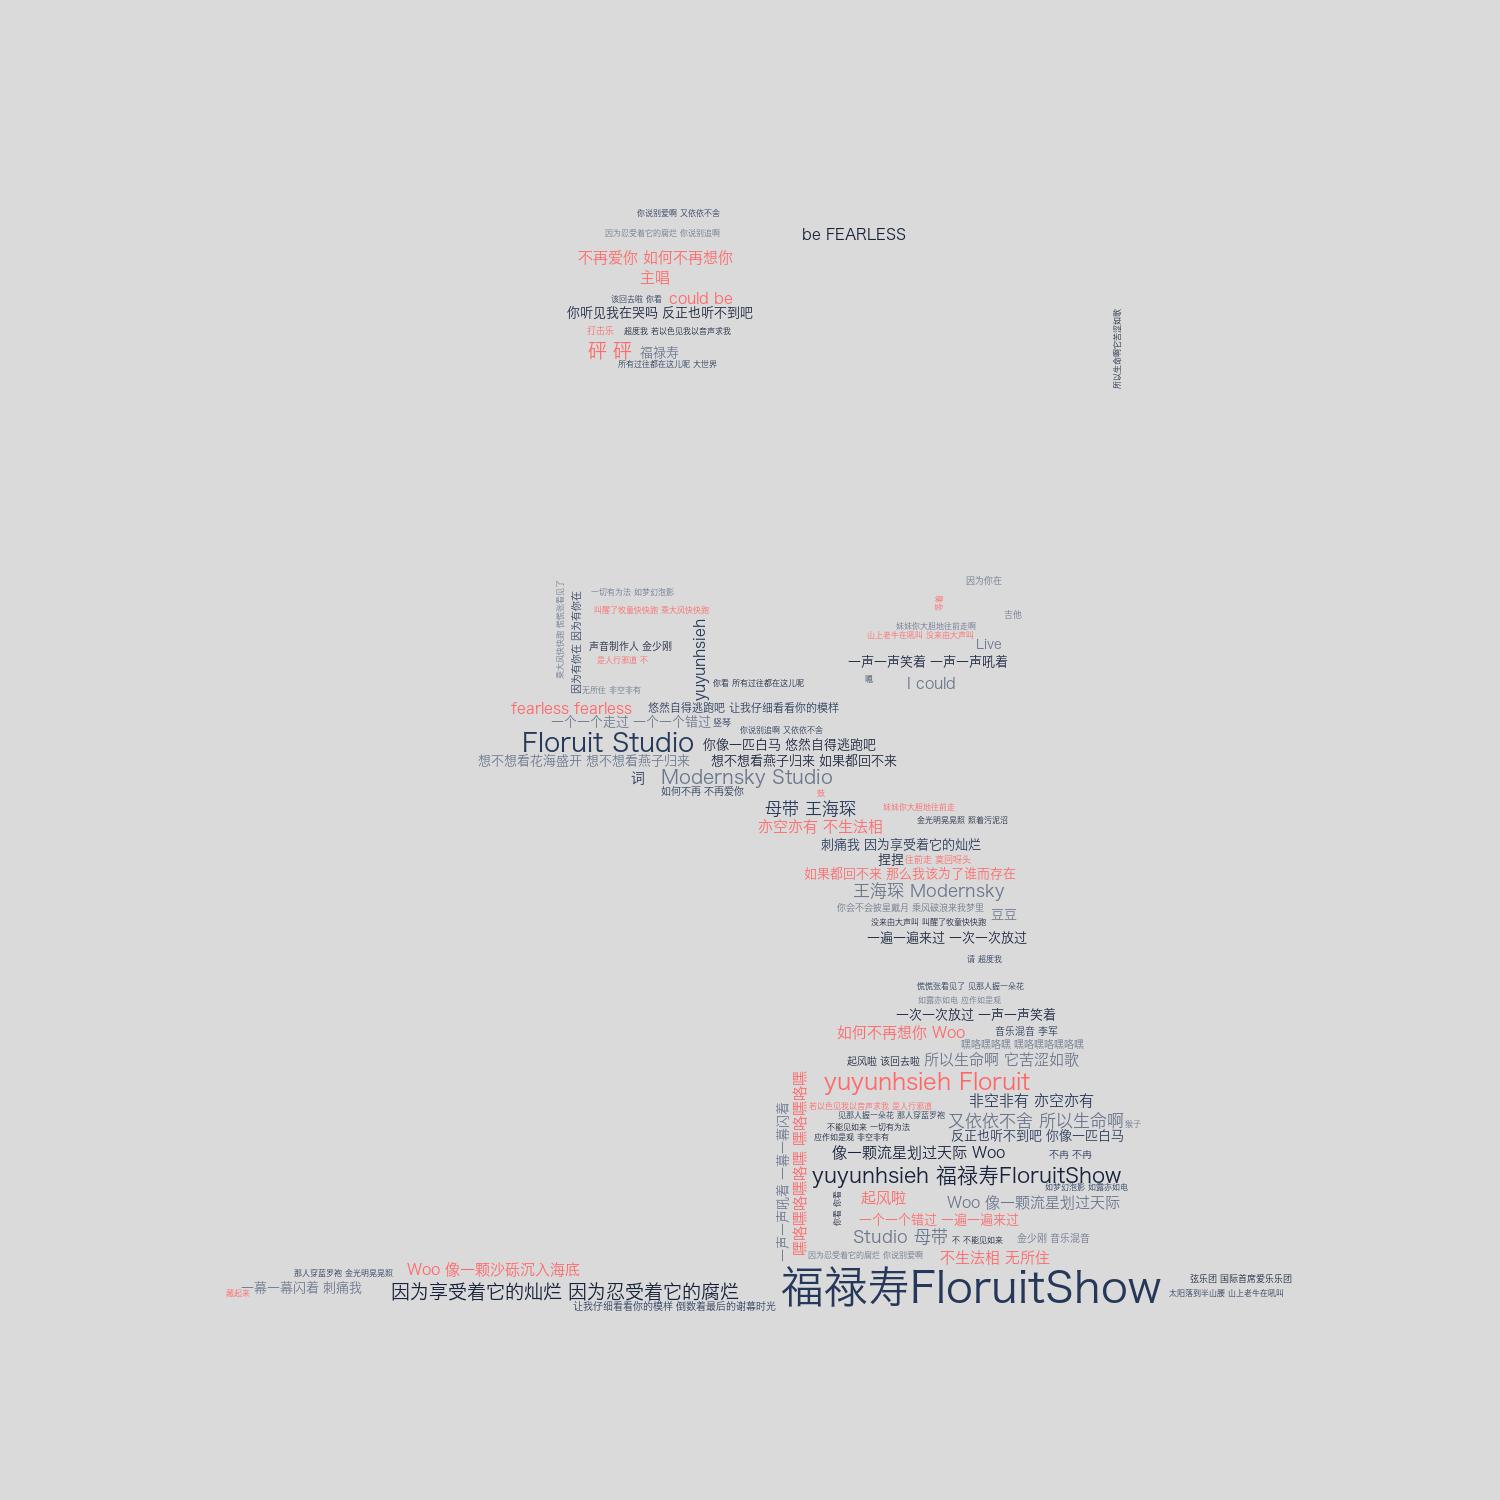 你说别爱啊 又依依不舍
因为忍受着它的腐烂 你说别追啊
be FEARLESS
不再爱你 如何不再想你
主唱
该回去啦 你看
could be
你听见我在哭吗 反正也听不到吧
打击乐
超度我 若以色见我以音声求我
砰 砰
福禄寿
所有过往都在这儿呢 大世界
所以生命啊它苦涩如歌
乘大风快快跑 慌慌张看见了
因为有你在 因为有你在
一切有为法 如梦幻泡影
叫醒了牧童快快跑 乘大风快快跑
声音制作人 金少刚
是人行邪道 不
无所住 非空非有
yuyunhsieh
你看 所有过往都在这儿呢
因为你在
等着
吉他
妹妹你大胆地往前走啊
山上老牛在吼叫 没来由大声叫
Live
一声一声笑着 一声一声吼着
嗯
I could
fearless fearless
悠然自得逃跑吧 让我仔细看看你的模样
一个一个走过 一个一个错过
竖琴
你说别追啊 又依依不舍
Floruit Studio
你像一匹白马 悠然自得逃跑吧
想不想看花海盛开 想不想看燕子归来
想不想看燕子归来 如果都回不来
词
Modernsky Studio
如何不再 不再爱你
鼓
母带 王海琛
妹妹你大胆地往前走
亦空亦有 不生法相
金光明晃晃照 照着污泥沼
刺痛我 因为享受着它的灿烂
捏捏
往前走 莫回呀头
如果都回不来 那么我该为了谁而存在
王海琛 Modernsky
你会不会披星戴月 乘风破浪来我梦里
豆豆
没来由大声叫 叫醒了牧童快快跑
一遍一遍来过 一次一次放过
请 超度我
慌慌张看见了 见那人握一朵花
如露亦如电 应作如是观
一次一次放过 一声一声笑着
如何不再想你 Woo
音乐混音 李军
嘿咯嘿咯嘿 嘿咯嘿咯嘿咯嘿
起风啦 该回去啦
所以生命啊 它苦涩如歌
yuyunhsieh Floruit
非空非有 亦空亦有
若以色见我以音声求我 是人行邪道
见那人握一朵花 那人穿蓝罗袍
又依依不舍 所以生命啊
猴子
不能见如来 一切有为法
应作如是观 非空非有
反正也听不到吧 你像一匹白马
像一颗流星划过天际 Woo
不冉 不冉
yuyunhsieh 福禄寿FloruitShow
如梦幻泡影 如露亦如电
一声一声吼着 一幕一幕闪着
嘿咯嘿咯嘿咯嘿 嘿咯嘿咯嘿
你看 你看
起风啦
Woo 像一颗流星划过天际
一个一个错过 一遍一遍来过
Studio 母带
不 不能见如来
金少刚 音乐混音
因为忍受着它的腐烂 你说别爱啊
不生法相 无所住
福禄寿FloruitShow
弦乐团 国际首席爱乐乐团
太阳落到半山腰 山上老牛在吼叫
那人穿蓝罗袍 金光明晃晃照
Woo 像一颗沙砾沉入海底
一幕一幕闪着 刺痛我
藏起来
因为享受着它的灿烂 因为忍受着它的腐烂
让我仔细看看你的模样 倒数着最后的谢幕时光